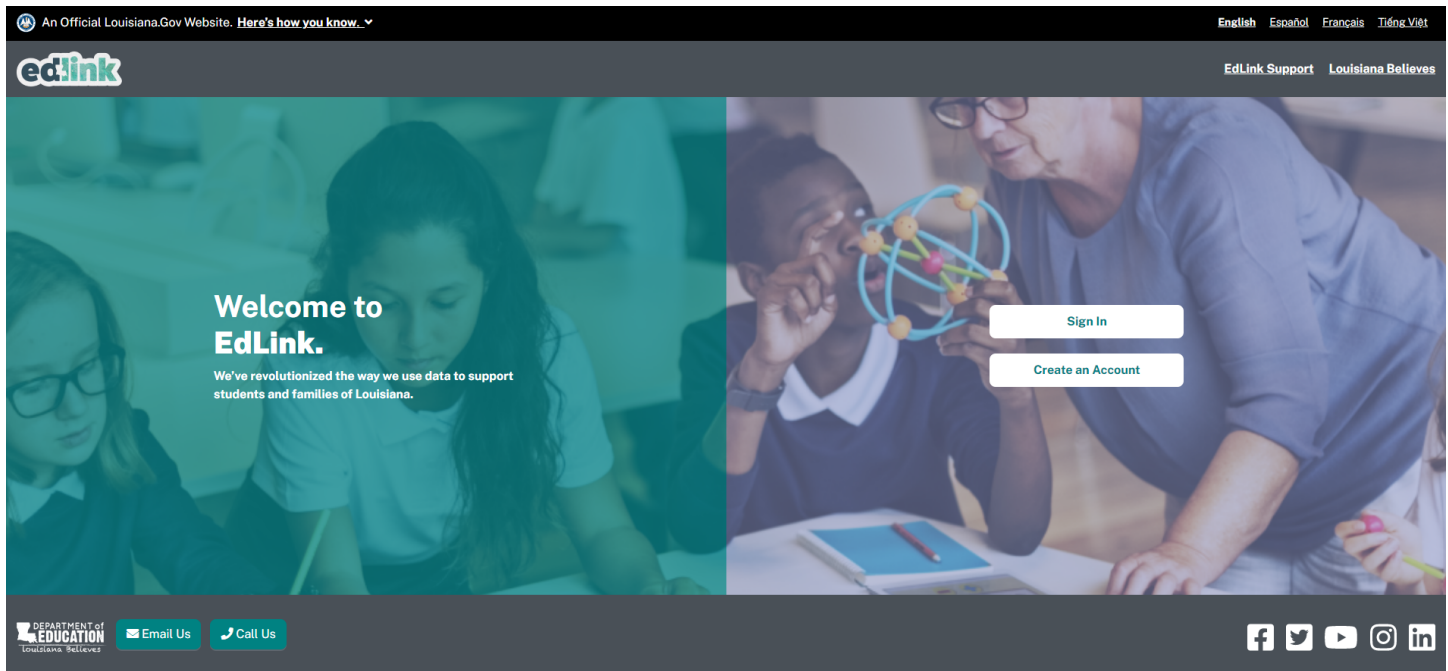 An Official Louisiana.Gov Website. Here's how you know.
English Español Français Tiếng Việt
edlink
EdLink Support Louisiana Believes
Welcome to
EdLink.
We've revolutionized the way we use data to support
students and families of Louisiana.
Sign In
Create an Account
DEPARTMENT of
EDUCATION
Louisiana Believes
Email Us
Call Us